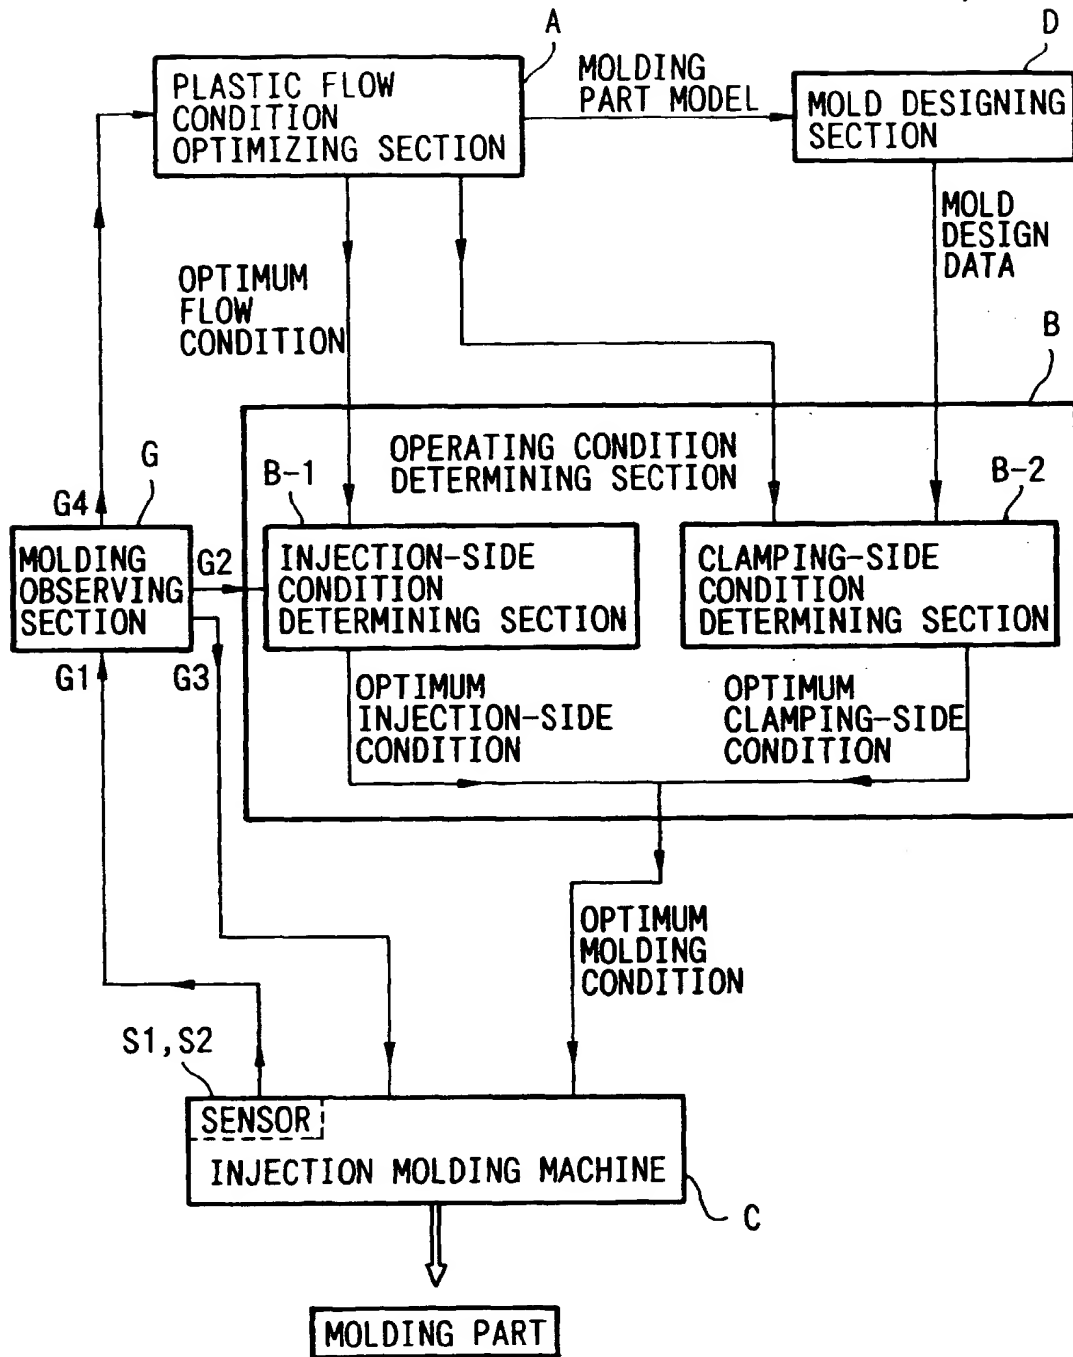 A
D
PLASTIC FLOW
CONDITION
OPTIMIZING SECTION
MOLDING
PART MODEL
MOLD DESIGNING
SECTION
MOLD
DESIGN
DATA
OPTIMUM
FLOW
CONDITION
B
OPERATING CONDITION
DETERMINING SECTION
G
B-1
B-2
G4
MOLDING
OBSERVING
SECTION
G2
INJECTION-SIDE
CONDITION
DETERMINING SECTION
CLAMPING-SIDE
CONDITION
DETERMINING SECTION
G1
G3
OPTIMUM
INJECTION-SIDE
CONDITION
OPTIMUM
CLAMPING-SIDE
CONDITION
OPTIMUM
MOLDING
CONDITION
S1,S2
SENSOR
INJECTION MOLDING MACHINE
C
MOLDING PART